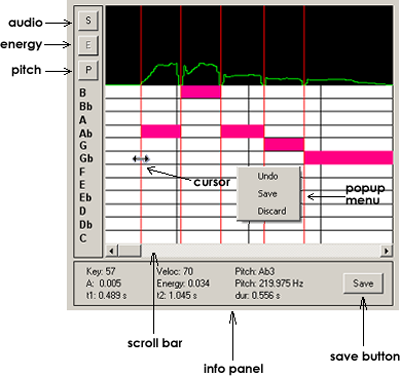 audio
S
energy
E
pitch
P
B
Bb
A
Ab
G
Gb
F
E
Eb
D
Db
C
cursor
Undo
Save
Discard
popup
menu
Key: 57
Veloc: 70
Pitch: Ab3
A: 0.005
Energy: 0.034
Pitch: 219.975 Hz
t1: 0.489 s
t2: 1.045 s
dur: 0.556 s
Save
scroll bar
info panel
save button